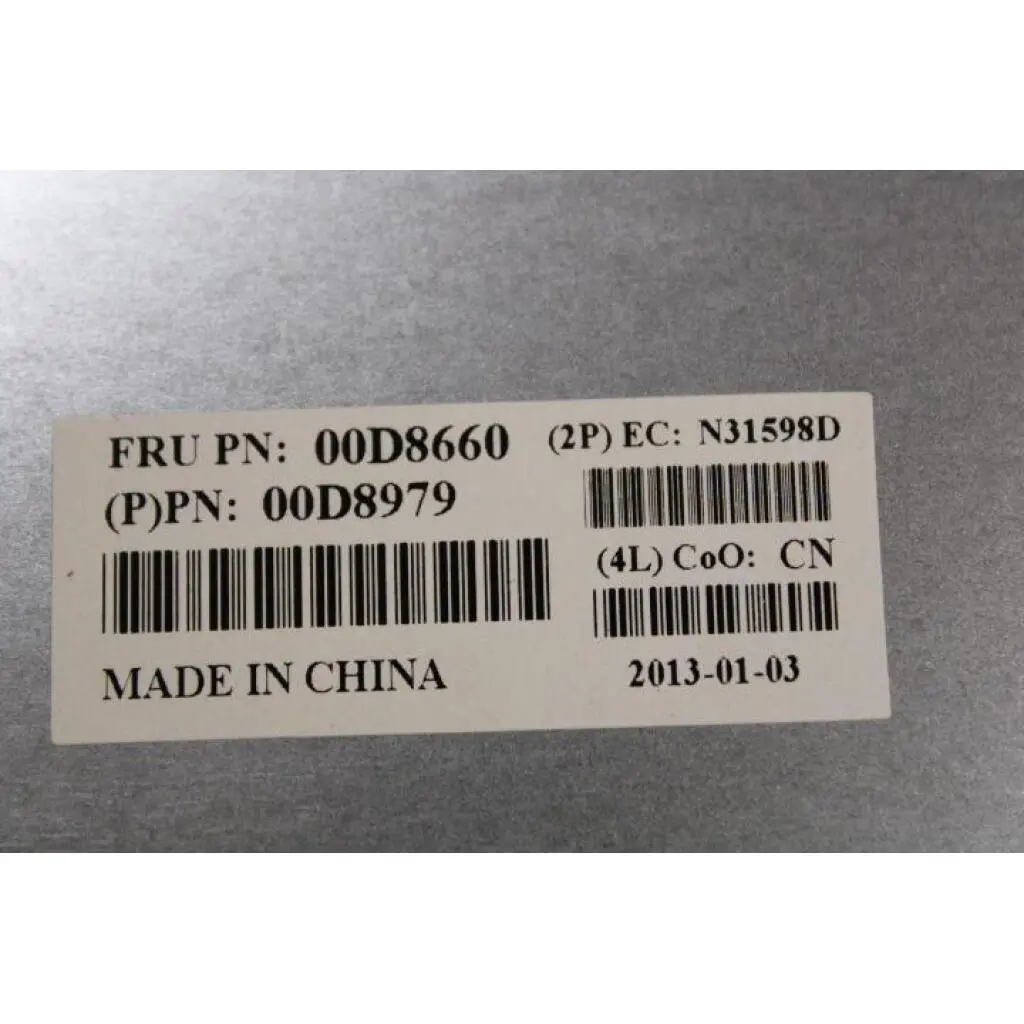 FRU PN: 00D8660
(P)PN: 00D8979
MADE IN CHINA
(2P) EC: N31598D
(4L) CoO: CN
2013-01-03